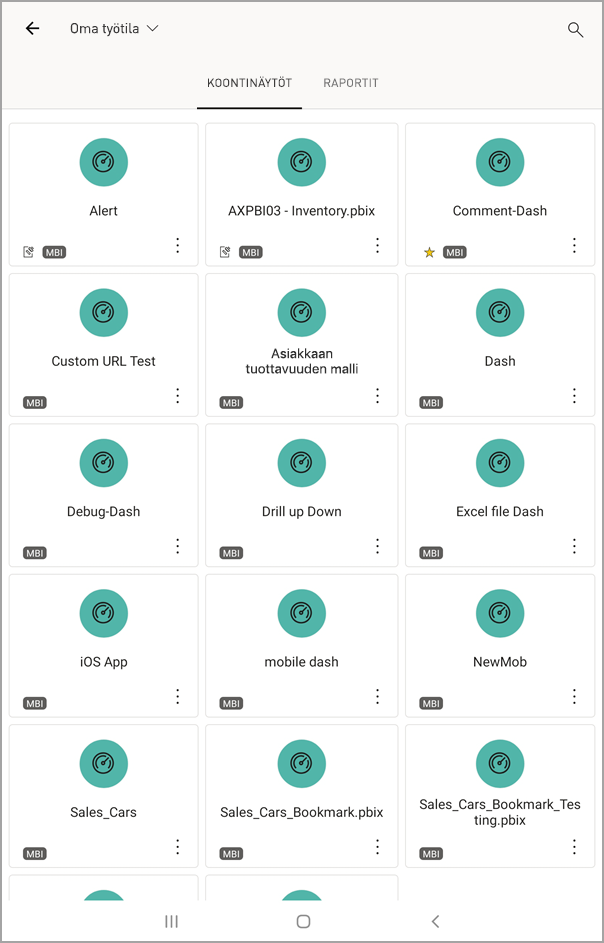 Oma työtila
KOONTINÄYTÖT RAPORTIT
Alert
MBI
AXPBI03 - Inventory.pbix
MBI
Comment-Dash
MBI
Custom URL Test
MBI
Asiakkaan
tuottavuuden malli
MBI
Dash
MBI
Debug-Dash
MBI
Drill up Down
MBI
Excel file Dash
MBI
iOS App
MBI
mobile dash
MBI
NewMob
MBI
Sales_Cars
MBI
Sales_Cars_Bookmark.pbix
MBI
Sales_Cars_Bookmark_Tes
ting.pbix
MBI